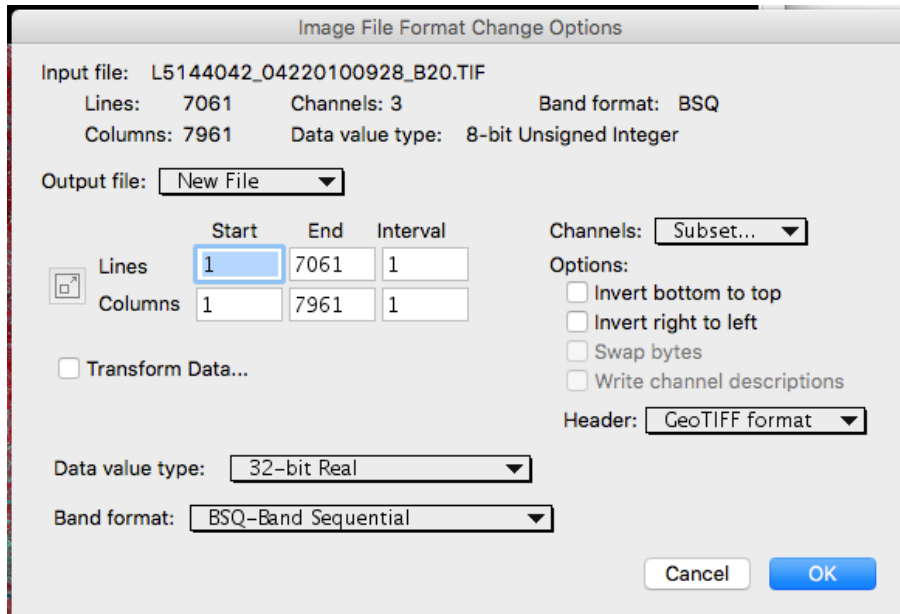 Image File Format Change Options
Input file: L5144042_04220100928_B20.TIF
Lines: 7061 Channels: 3 Band format: BSQ
Columns: 7961 Data value type: 8-bit Unsigned Integer
Output file: New File
Start End Interval
Lines 1 7061 1
Columns 1 7961 1
Transform Data...
Channels: Subset...
Options:
Invert bottom to top
Invert right to left
Swap bytes
Write channel descriptions
Header: GeoTIFF format
Data value type: 32-bit Real
Band format: BSQ-Band Sequential
Cancel OK